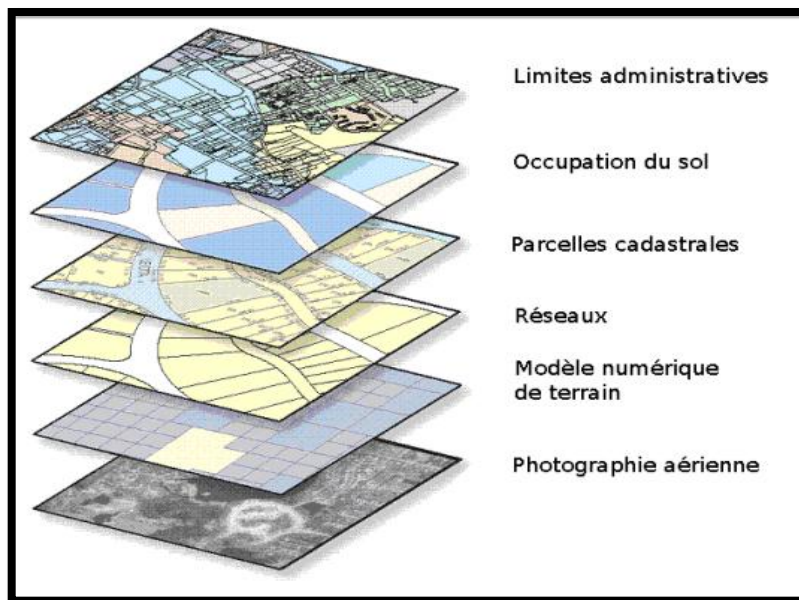 Limites administratives
Occupation du sol
Parcelles cadastrales
Réseaux
Modèle numérique
de terrain
Photographie aérienne